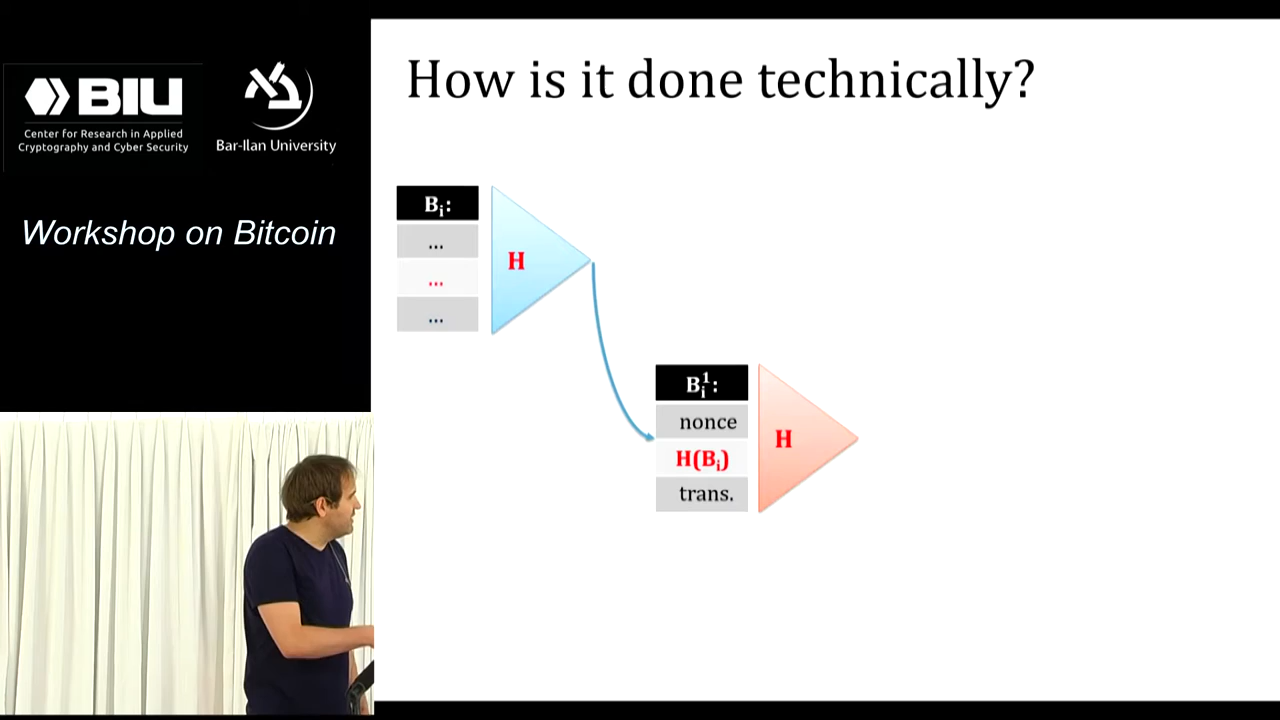 BIU
Center for Research in Applied
Cryptography and Cyber Security
Bar-Ilan University
Workshop on Bitcoin
How is it done technically?
Bᵢ:
...
...
...
H
Bᵢ¹:
nonce
H(Bᵢ)
trans.
H